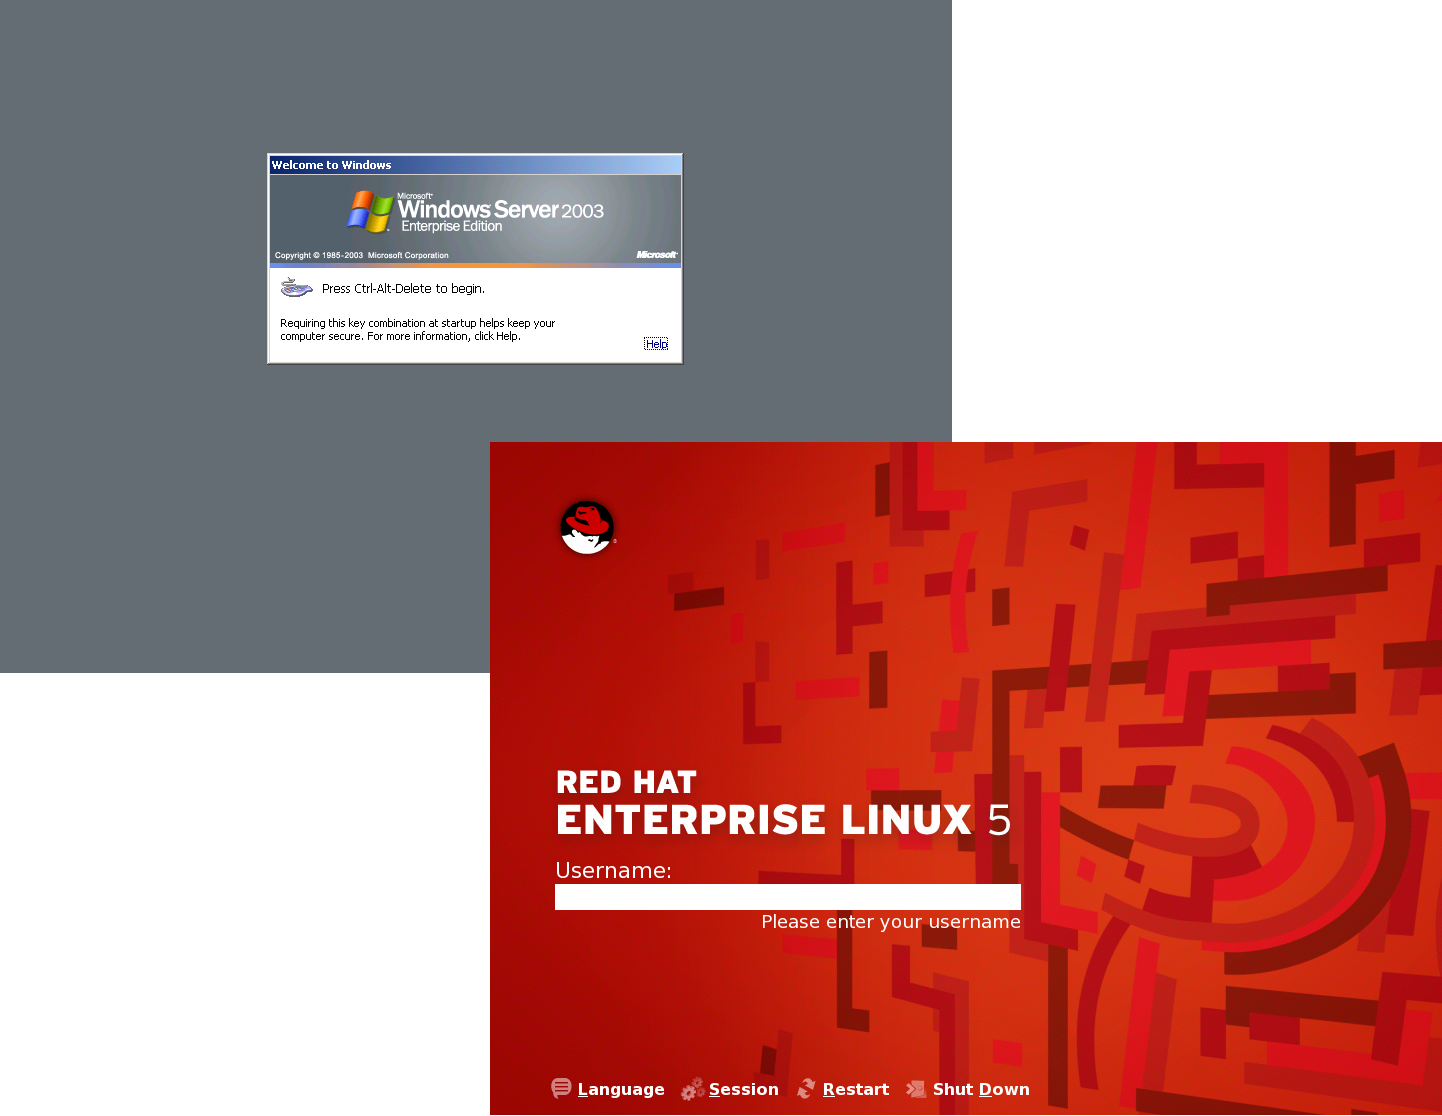 Welcome to Windows
Microsoft®
Windows Server 2003
Enterprise Edition
Copyright © 1985-2003 Microsoft Corporation
Microsoft®
Press Ctrl-Alt-Delete to begin.
Requiring this key combination at startup helps keep your
computer secure. For more information, click Help.
Help
RED HAT
ENTERPRISE LINUX 5
Username:
Please enter your username
Language
Session
Restart
Shut Down